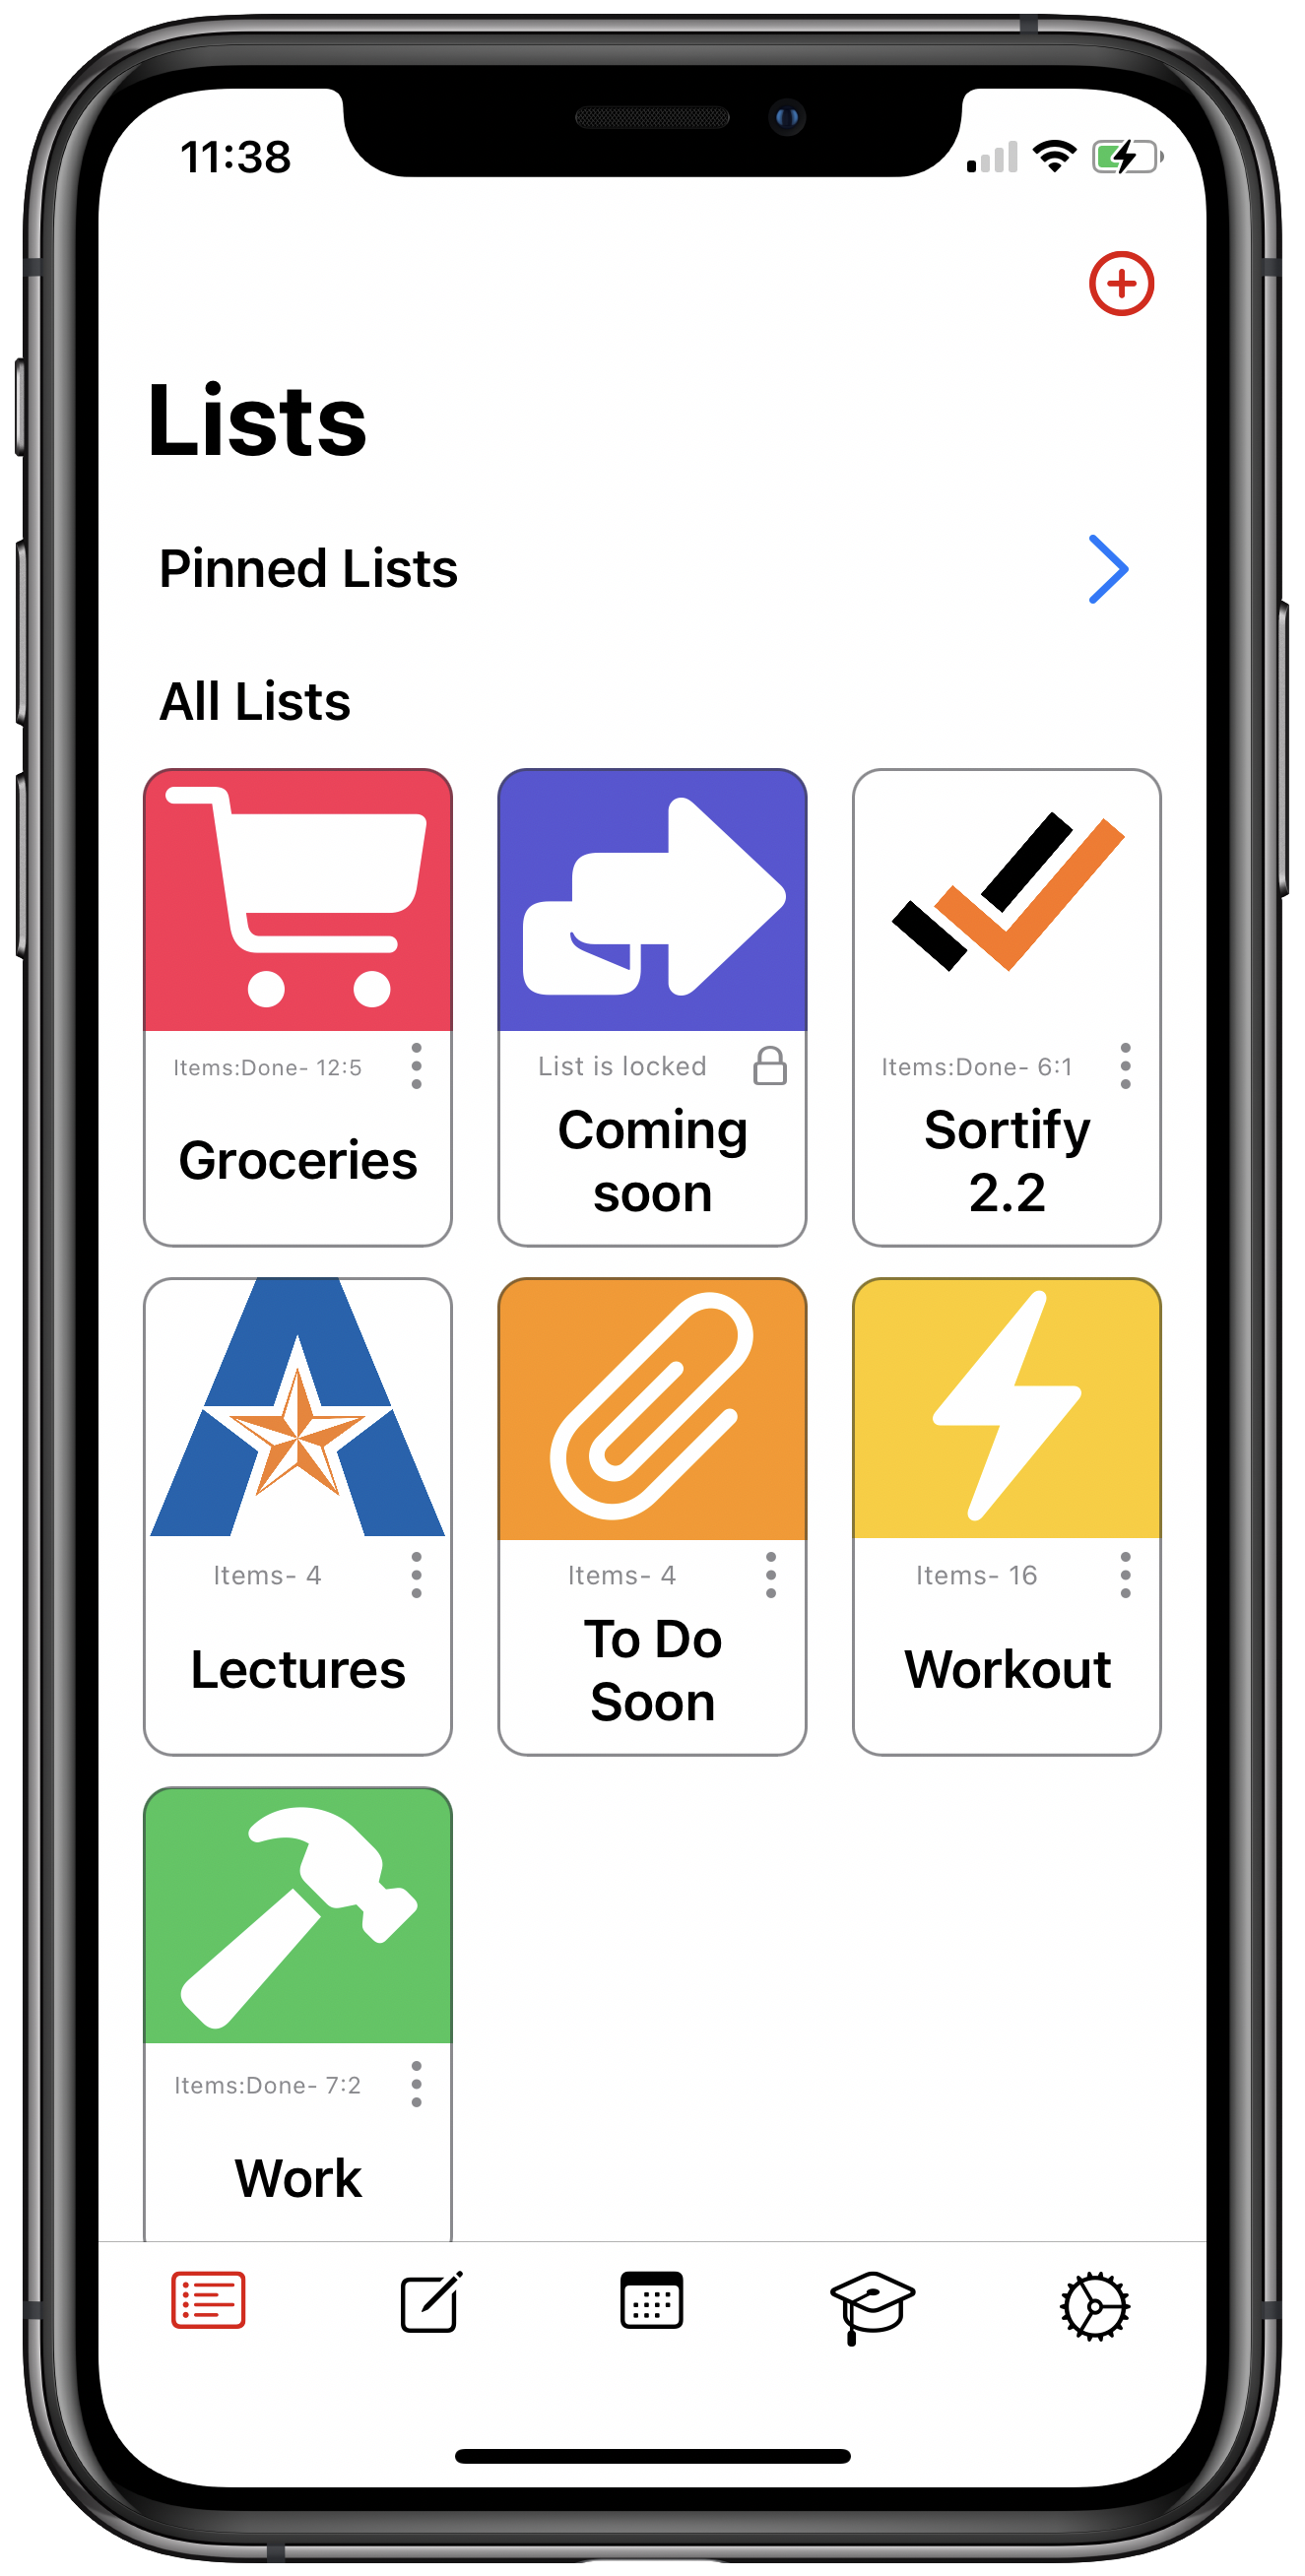 11:38
Lists
Pinned Lists
All Lists
Items:Done- 12:5
Groceries
List is locked
Coming
soon
Items:Done- 6:1
Sortify
2.2
Items- 4
Lectures
Items- 4
To Do
Soon
Items- 16
Workout
Items:Done- 7:2
Work